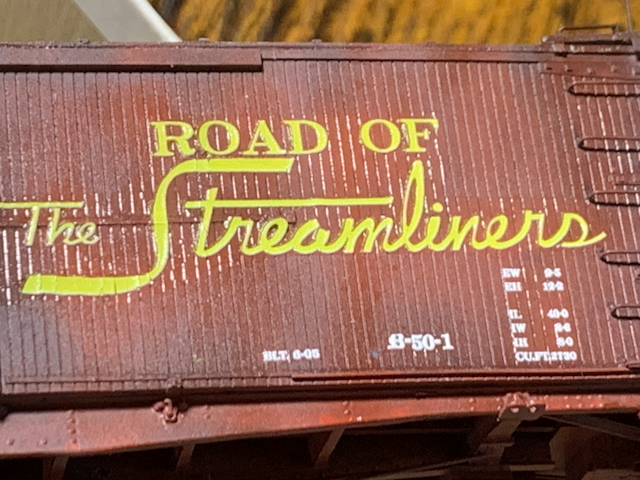 ROAD OF
The Streamliners
EW 9-5
EH 12-2
IL 40-0
IW 8-6
IH 8-0
CU.FT.2730
B-50-1
BLT. 6-05